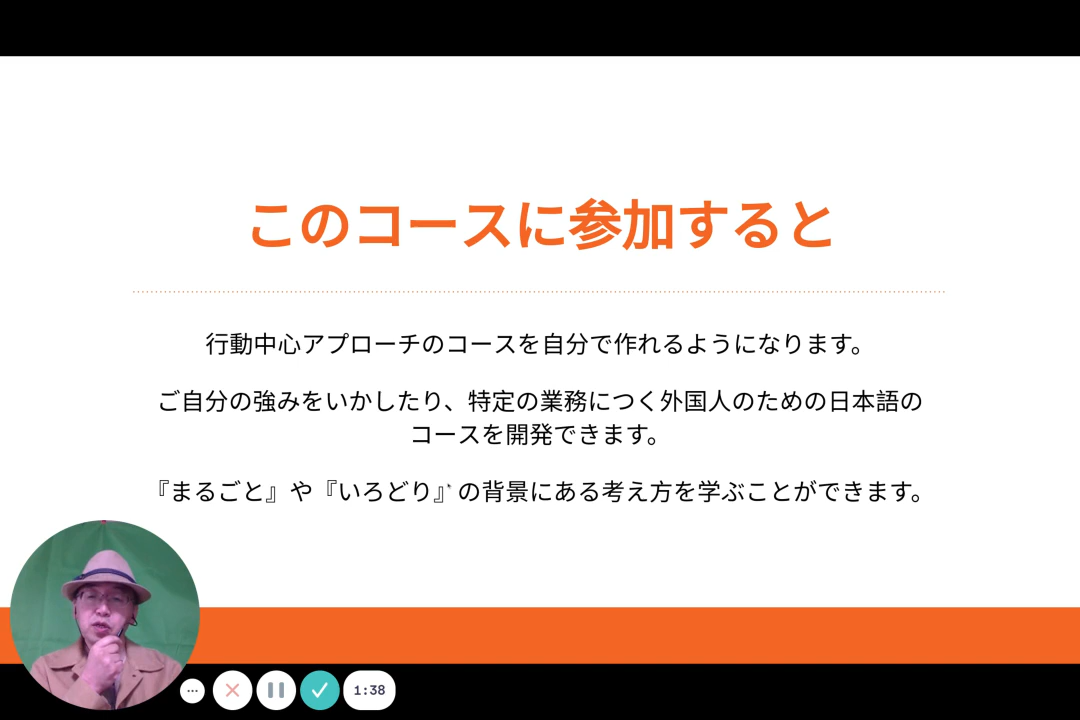 このコースに参加すると
行動中心アプローチのコースを自分で作れるようになります。
ご自分の強みをいかしたり、特定の業務につく外国人のための日本語の
コースを開発できます。
『まるごと』や『いろどり』の背景にある考え方を学ぶことができます。
1:38